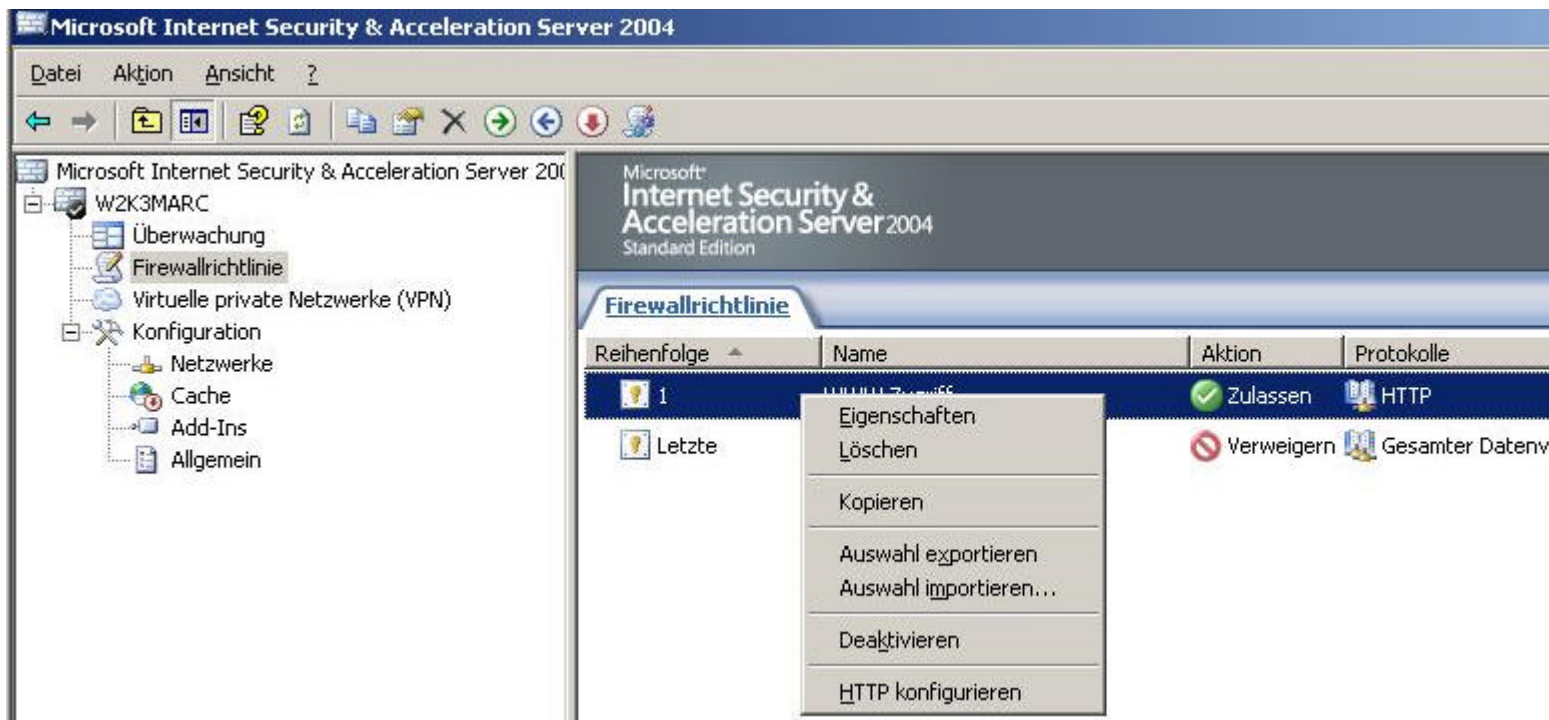 Microsoft Internet Security & Acceleration Server 2004
Datei Aktion Ansicht ?
Microsoft Internet Security & Acceleration Server 200
W2K3MARC
Überwachung
Firewallrichtlinie
Virtuelle private Netzwerke (VPN)
Konfiguration
Netzwerke
Cache
Add-Ins
Allgemein
Microsoft
Internet Security &
Acceleration Server 2004
Standard Edition
Firewallrichtlinie
Reihenfolge Name Aktion Protokolle
1 Zulassen HTTP
Letzte Verweigern Gesamter Datenv
Eigenschaften
Löschen
Kopieren
Auswahl exportieren
Auswahl importieren...
Deaktivieren
HTTP konfigurieren